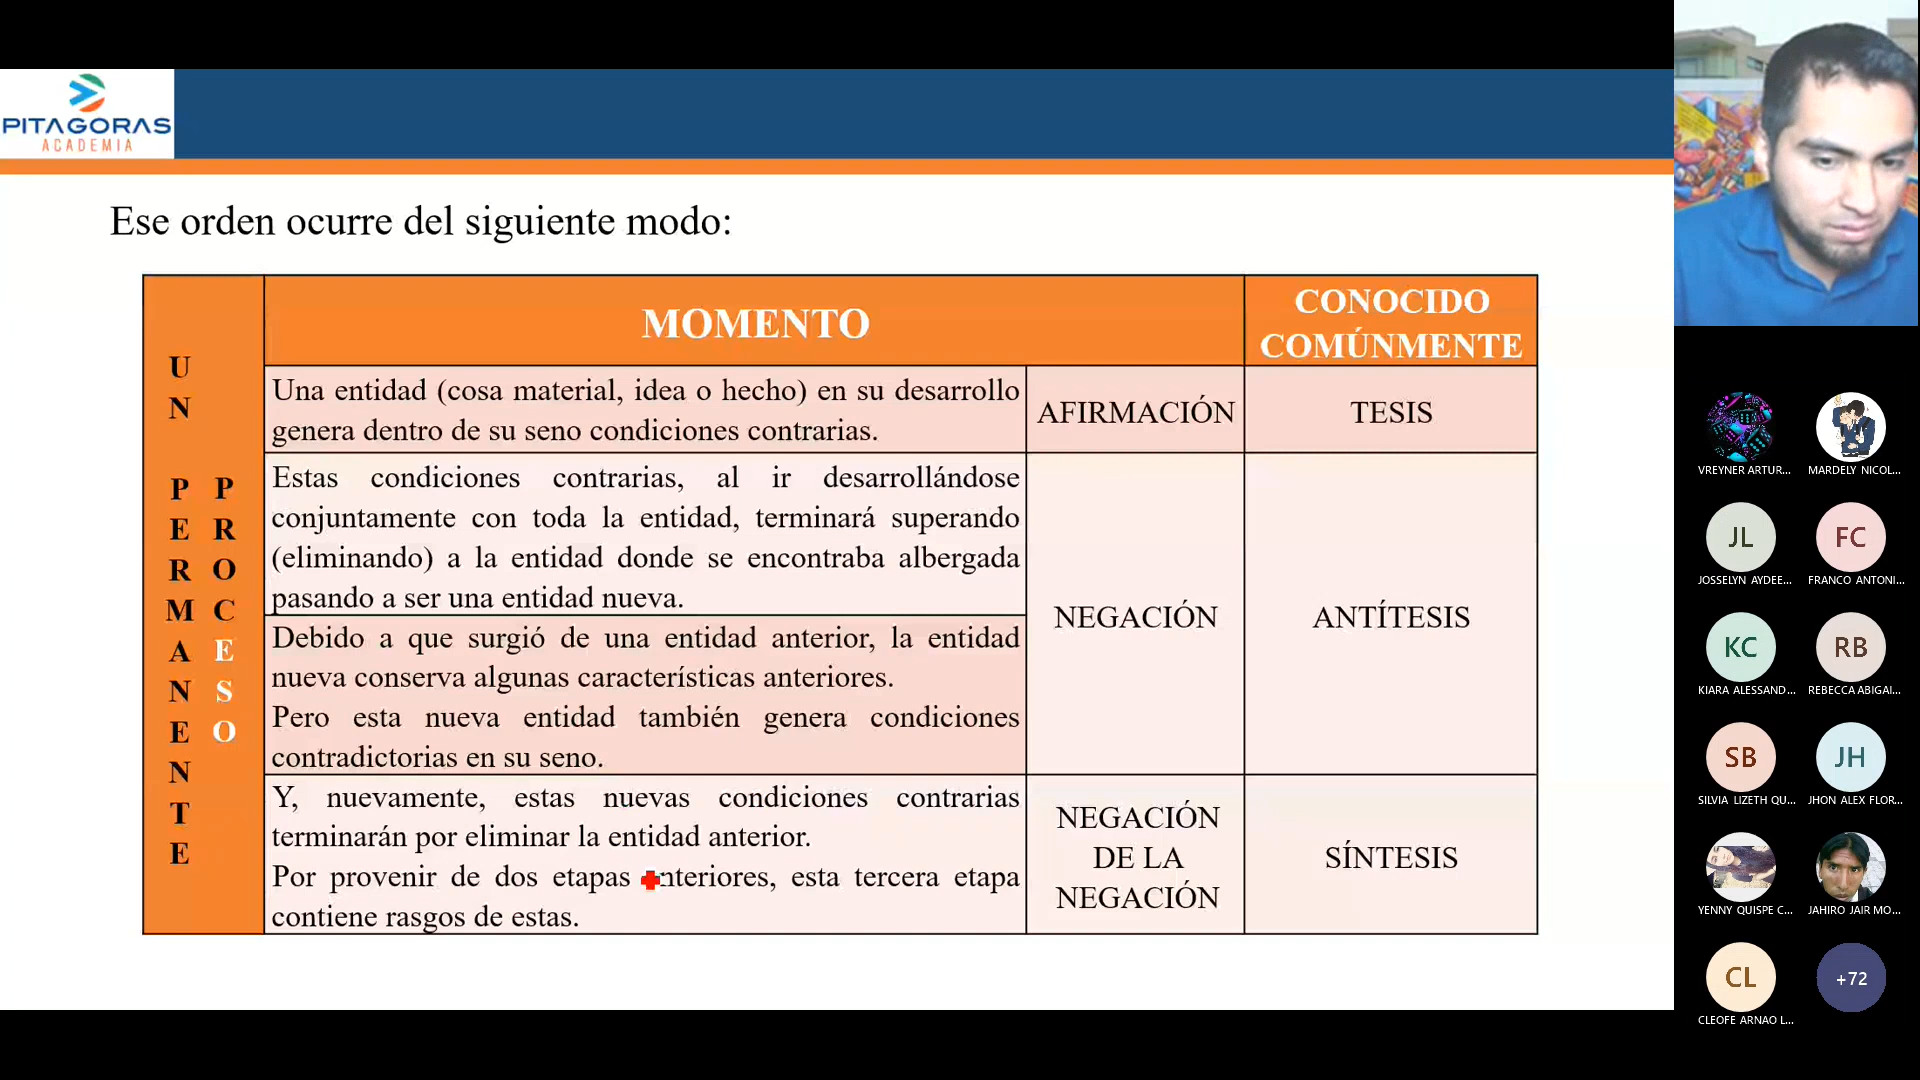 PITAGORAS
ACADEMIA
Ese orden ocurre del siguiente modo:
UN PERMANENTE
PROCESO
MOMENTO
CONOCIDO
COMÚNMENTE
Una entidad (cosa material, idea o hecho) en su desarrollo
genera dentro de su seno condiciones contrarias.
AFIRMACIÓN
TESIS
Estas condiciones contrarias, al ir desarrollándose
conjuntamente con toda la entidad, terminará superando
(eliminando) a la entidad donde se encontraba albergada
pasando a ser una entidad nueva.
Debido a que surgió de una entidad anterior, la entidad
nueva conserva algunas características anteriores.
Pero esta nueva entidad también genera condiciones
contradictorias en su seno.
NEGACIÓN
ANTÍTESIS
Y, nuevamente, estas nuevas condiciones contrarias
terminarán por eliminar la entidad anterior.
Por provenir de dos etapas anteriores, esta tercera etapa
contiene rasgos de estas.
NEGACIÓN
DE LA
NEGACIÓN
SÍNTESIS
VREYNER ARTUR...
MARDELY NICOL...
JL
FC
JOSSELYN AYDEE...
FRANCO ANTONI...
KC
RB
KIARA ALESSAND...
REBECCA ABIGAI...
SB
JH
SILVIA LIZETH QU...
JHON ALEX FLOR...
YENNY QUISPE C...
JAHIRO JAIR MO...
CL
+72
CLEOFE ARNAO L...